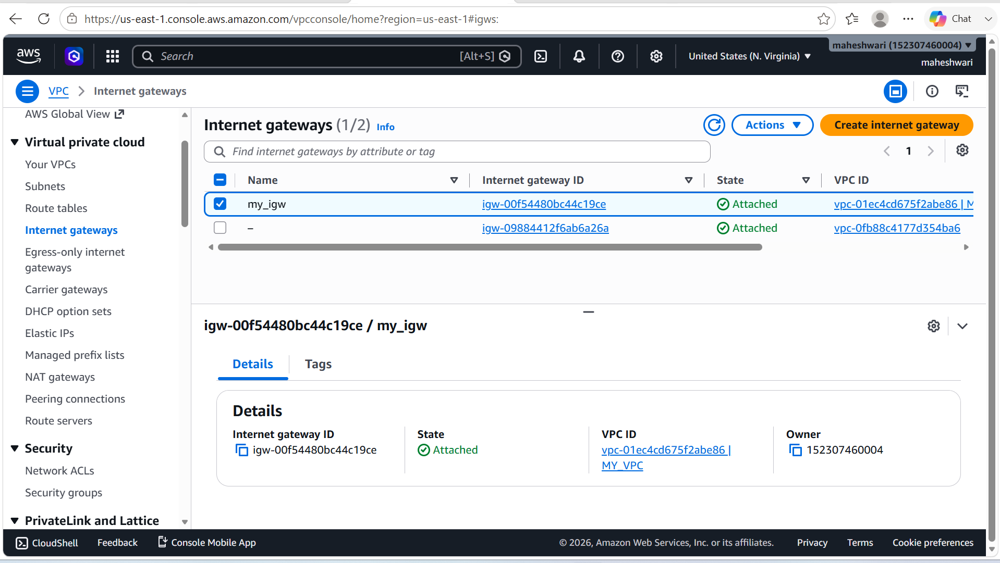 https://us-east-1.console.aws.amazon.com/vpcconsole/home?region=us-east-1#igws:
Chat
aws
Search
[Alt+S]
United States (N. Virginia)
maheshwari (152307460004)
maheshwari
VPC
Internet gateways
AWS Global View
Virtual private cloud
Your VPCs
Subnets
Route tables
Internet gateways
Egress-only internet
gateways
Carrier gateways
DHCP option sets
Elastic IPs
Managed prefix lists
NAT gateways
Peering connections
Route servers
Security
Network ACLs
Security groups
PrivateLink and Lattice
Internet gateways (1/2) Info
Actions
Create internet gateway
Find internet gateways by attribute or tag
1
Name Internet gateway ID State VPC ID
my_igw igw-00f54480bc44c19ce Attached vpc-01ec4cd675f2abe86 | M
– igw-09884412f6ab6a26a Attached vpc-0fb88c4177d354ba6
igw-00f54480bc44c19ce / my_igw
Details Tags
Details
Internet gateway ID
igw-00f54480bc44c19ce
State
Attached
VPC ID
vpc-01ec4cd675f2abe86 |
MY_VPC
Owner
152307460004
CloudShell Feedback Console Mobile App © 2026, Amazon Web Services, Inc. or its affiliates. Privacy Terms Cookie preferences